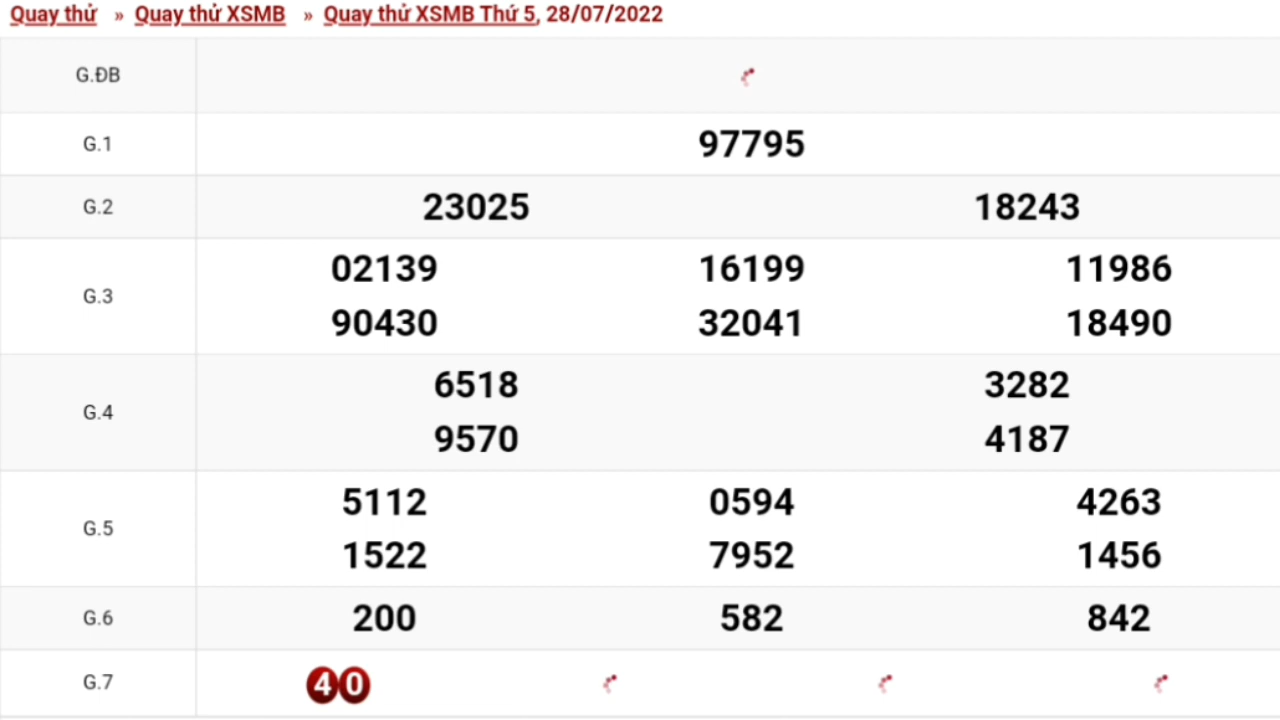 Quay thử » Quay thử XSMB » Quay thử XSMB Thứ 5, 28/07/2022
G.ĐB
G.1 97795
G.2 23025 18243
G.3 02139 16199 11986
90430 32041 18490
G.4 6518 3282
9570 4187
G.5 5112 0594 4263
1522 7952 1456
G.6 200 582 842
G.7 40